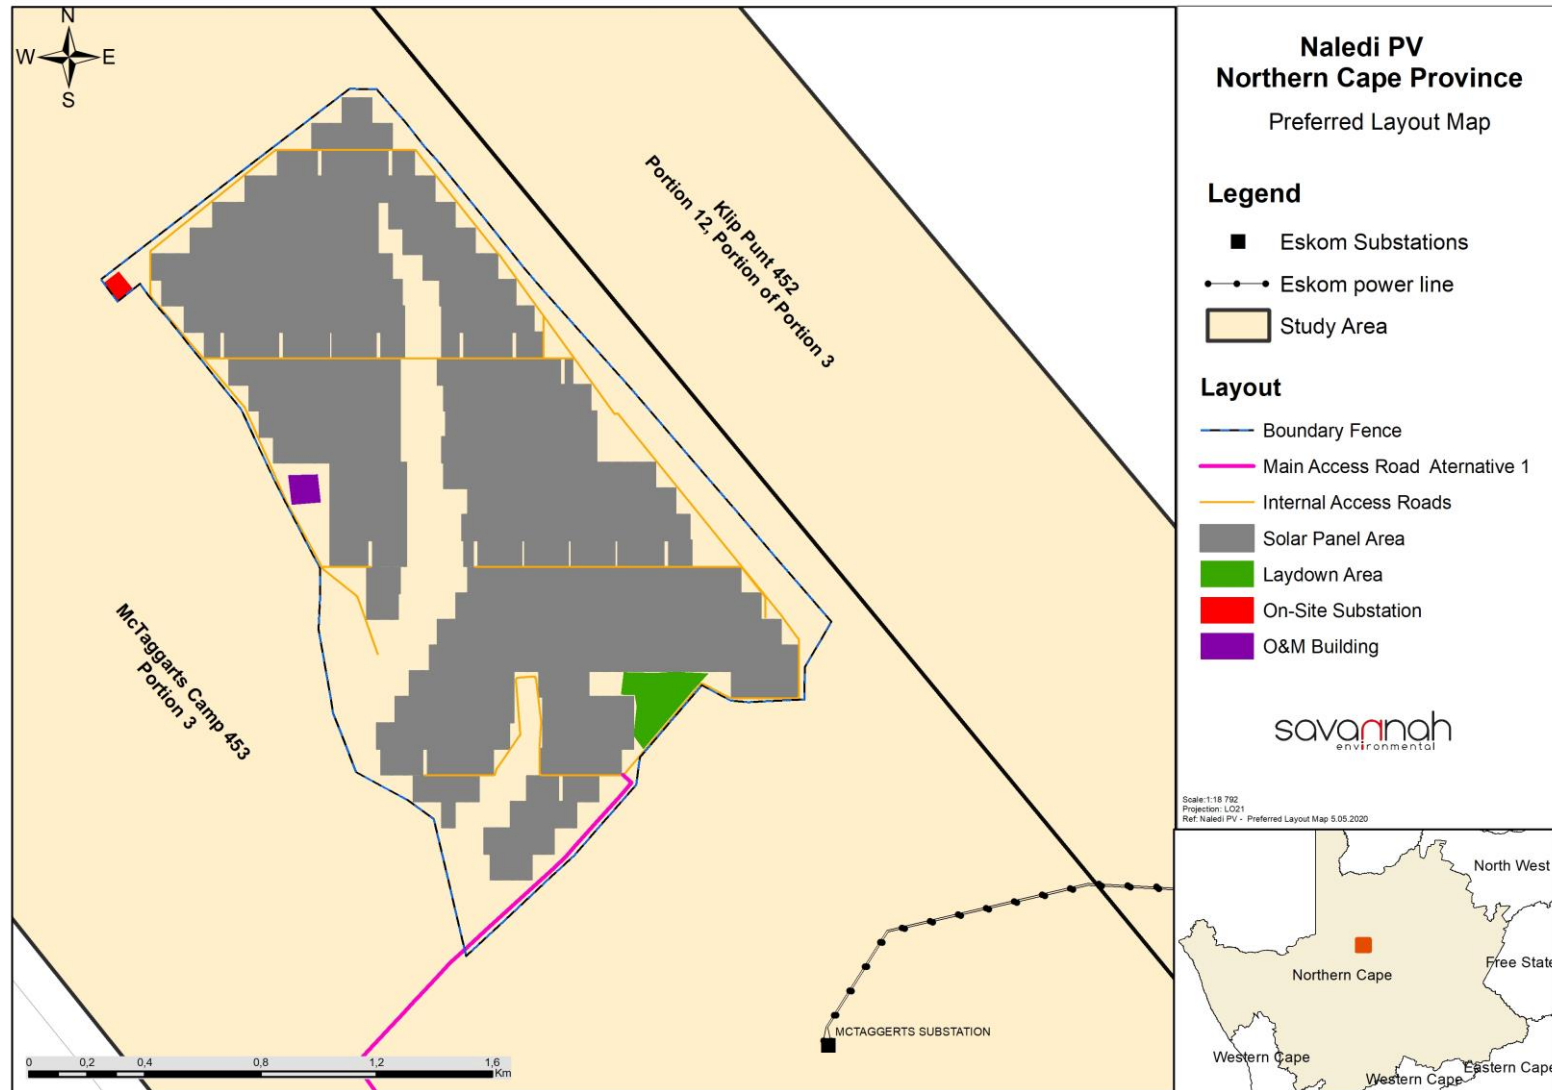 N
W
E
S
Klip Punt 452
Portion 12, Portion of Portion 3
McTaggarts Camp 453
Portion 3
MCTAGGERTS SUBSTATION
0
0,2
0,4
0,8
1,2
1,6
Km
Naledi PV
Northern Cape Province
Preferred Layout Map
Legend
Eskom Substations
Eskom power line
Study Area
Layout
Boundary Fence
Main Access Road Aternative 1
Internal Access Roads
Solar Panel Area
Laydown Area
On-Site Substation
O&M Building
savannah
environmental
Scale:1:18 792
Projection: LO21
Ref: Naledi PV - Preferred Layout Map 5.05.2020
North West
Free State
Northern Cape
Western Cape
Eastern Cape
Western Cape